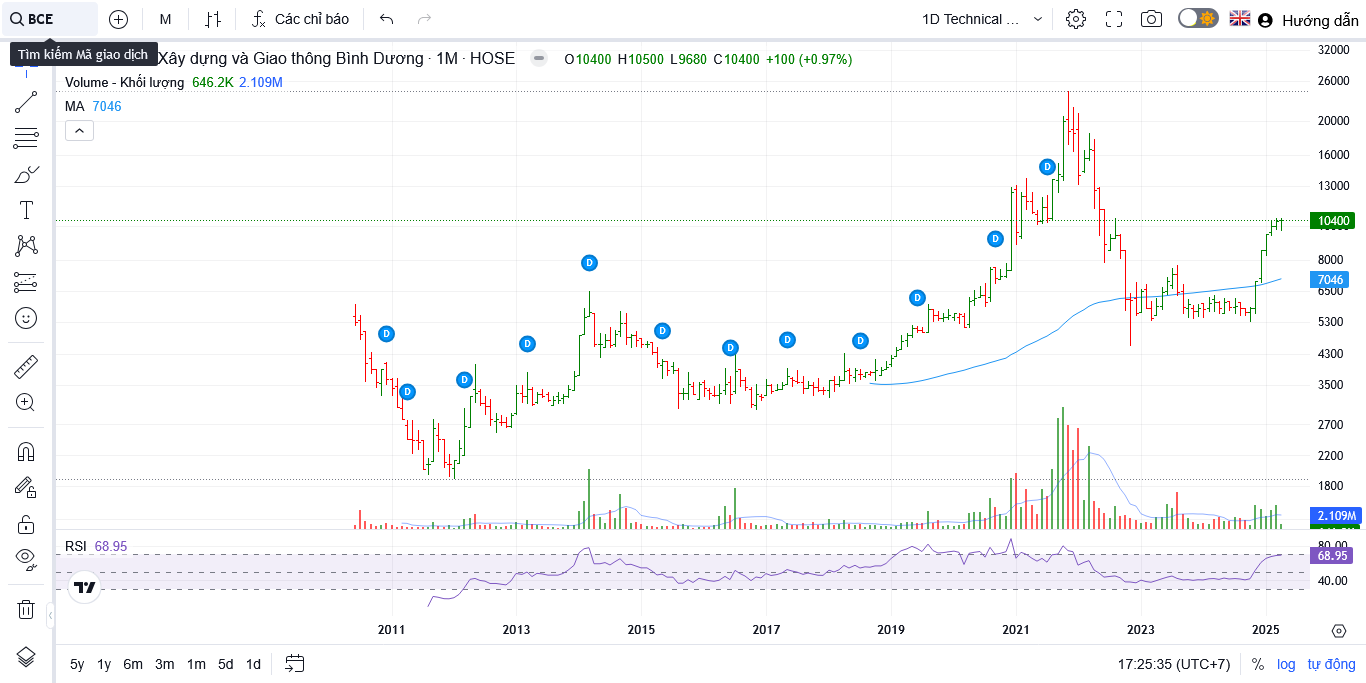 BCE
M
Các chỉ báo
1D Technical ...
Hướng dẫn
Tìm kiếm Mã giao dịch
Xây dựng và Giao thông Bình Dương · 1M · HOSE
O10400 H10500 L9680 C10400 +100 (+0.97%)
Volume - Khối lượng 646.2K 2.109M
MA 7046
32000
26000
20000
16000
13000
10400
8000
7046
6500
5300
4300
3500
2700
2200
1800
2.109M
D
D
D
D
D
D
D
D
D
D
D
D
RSI 68.95
80.00
68.95
40.00
2011
2013
2015
2017
2019
2021
2023
2025
5y 1y 6m 3m 1m 5d 1d
17:25:35 (UTC+7)
% log tự động